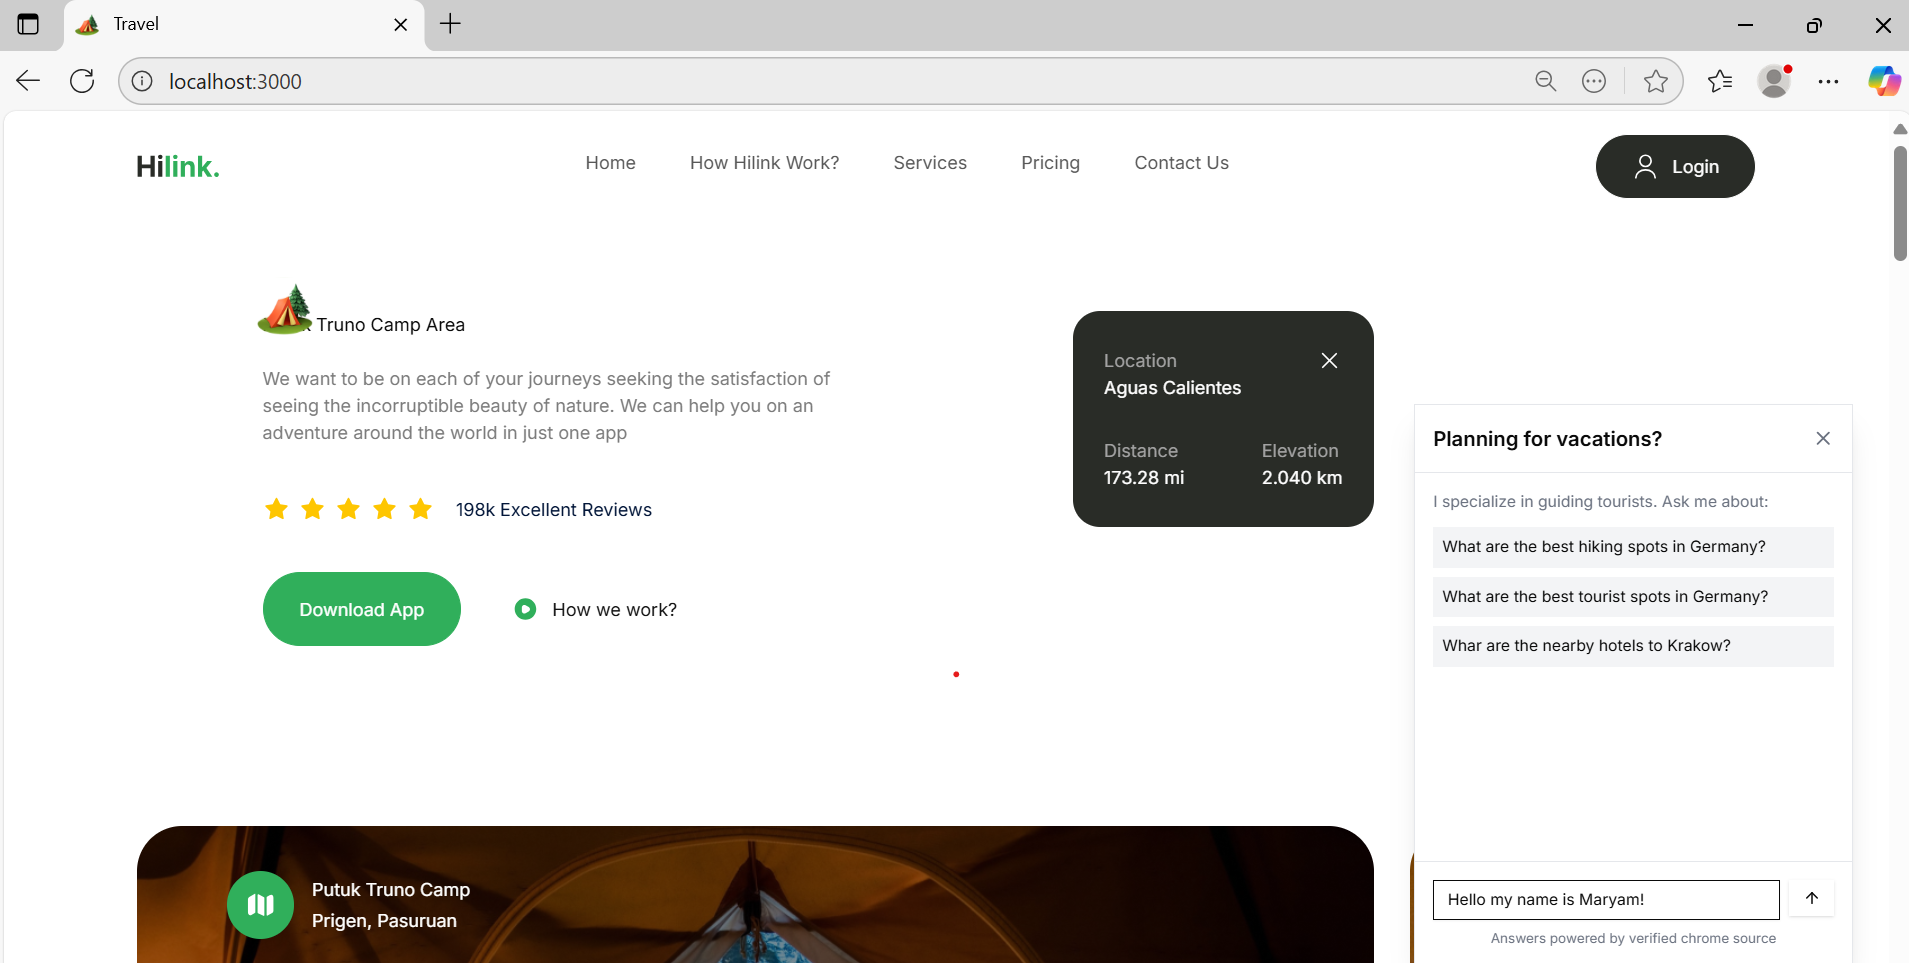 Travel
localhost:3000
Hilink.
Home
How Hilink Work?
Services
Pricing
Contact Us
Login
Truno Camp Area
We want to be on each of your journeys seeking the satisfaction of
seeing the incorruptible beauty of nature. We can help you on an
adventure around the world in just one app
198k Excellent Reviews
Download App
How we work?
Location
Aguas Calientes
Distance
173.28 mi
Elevation
2.040 km
Putuk Truno Camp
Prigen, Pasuruan
Planning for vacations?
I specialize in guiding tourists. Ask me about:
What are the best hiking spots in Germany?
What are the best tourist spots in Germany?
Whar are the nearby hotels to Krakow?
Hello my name is Maryam!
Answers powered by verified chrome source